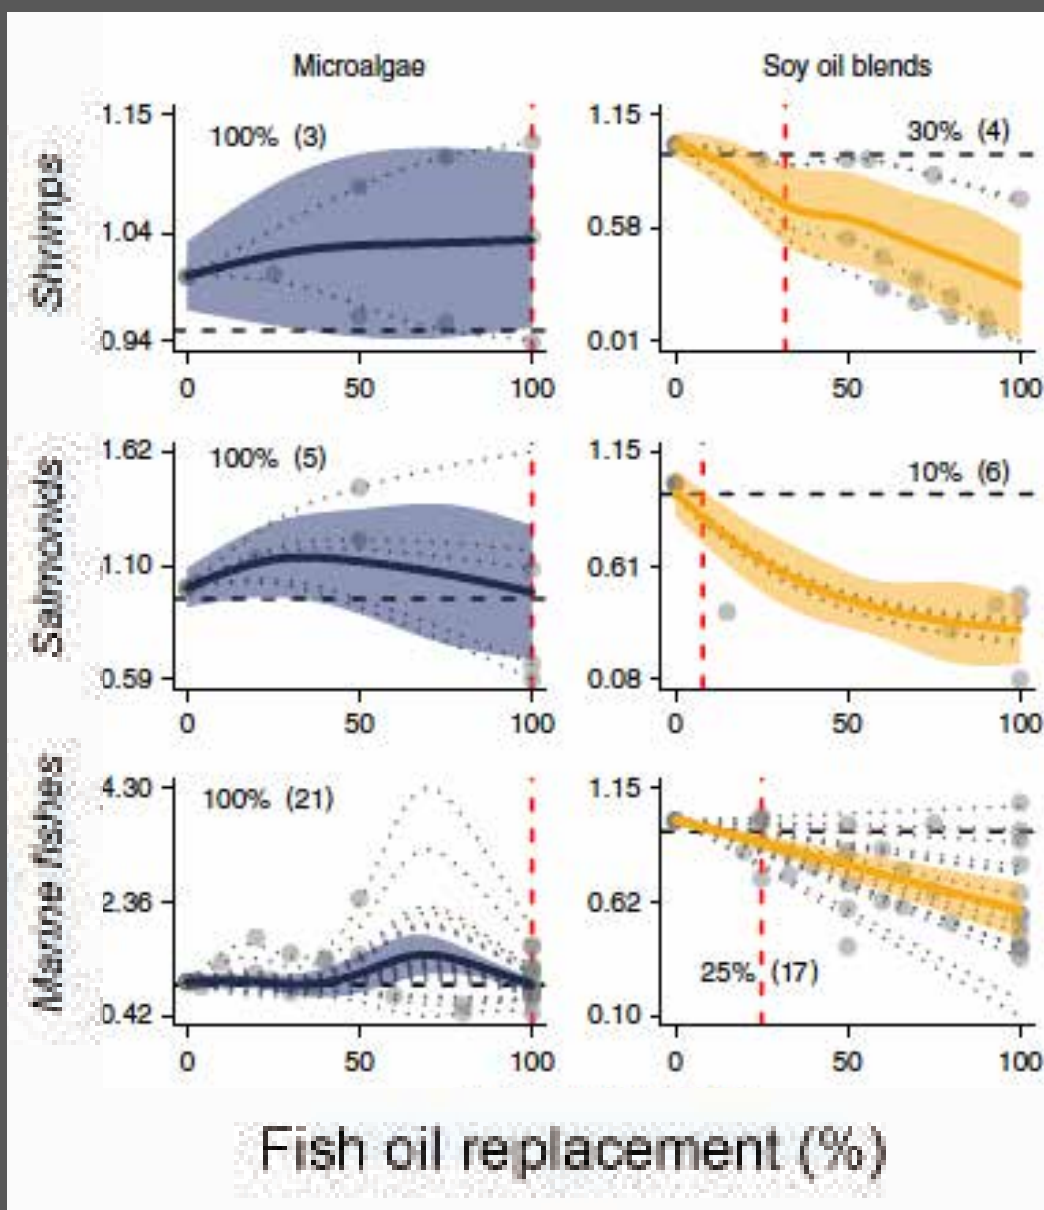 Microalgae Soy oil blends
Shrimps
1.15
100% (3)
1.04
0.94
0 50 100
1.15
30% (4)
0.58
0.01
0 50 100
Salmonids
1.62
100% (5)
1.10
0.59
0 50 100
1.15
10% (6)
0.61
0.08
0 50 100
Marine fishes
4.30
100% (21)
2.36
0.42
0 50 100
1.15
0.62
25% (17)
0.10
0 50 100
Fish oil replacement (%)